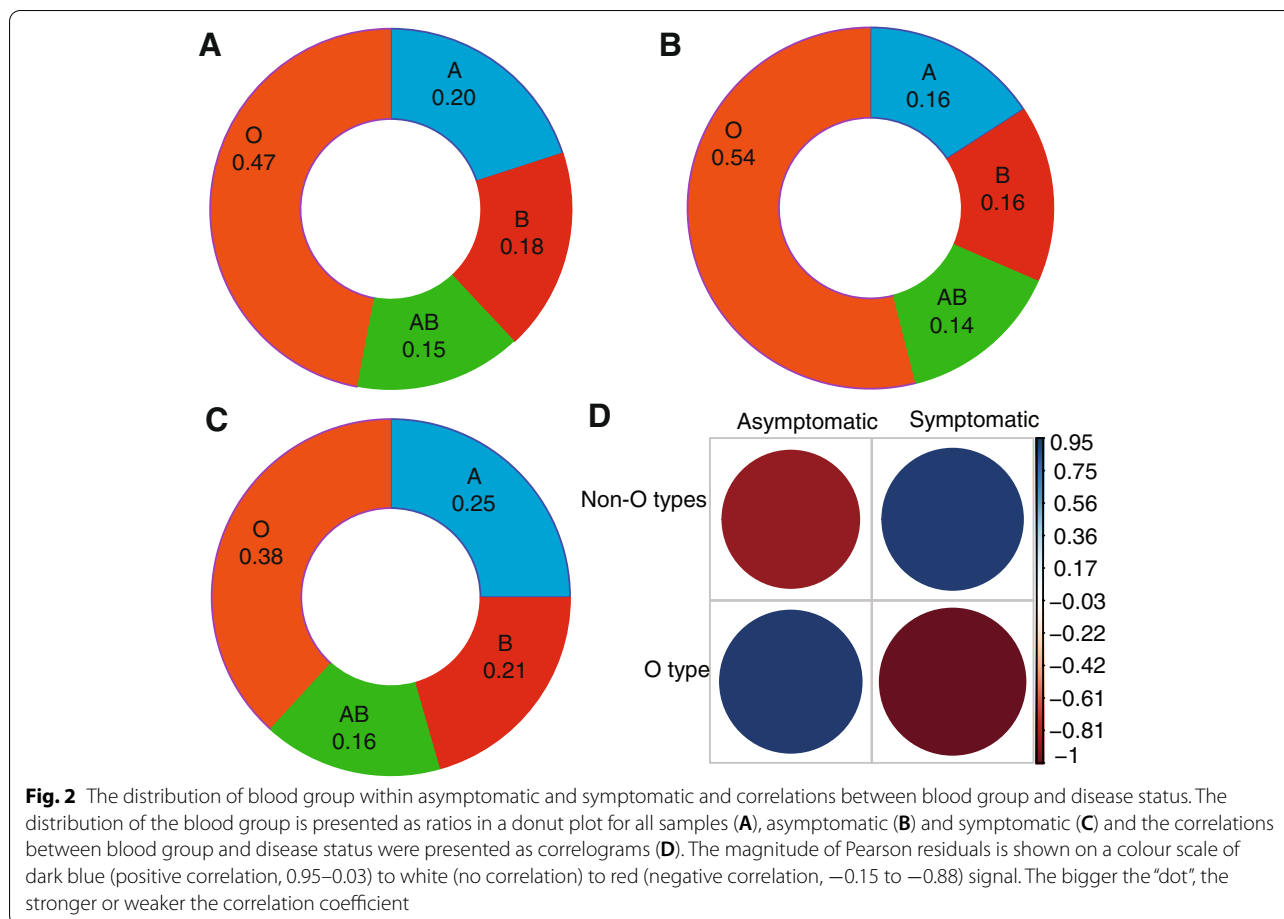 A
A
0.20
O
0.47
B
0.18
AB
0.15
B
A
0.16
O
0.54
B
0.16
AB
0.14
C
A
0.25
O
0.38
B
0.21
AB
0.16
D
Asymptomatic Symptomatic
Non-O types
O type
0.95
0.75
0.56
0.36
0.17
−0.03
−0.22
−0.42
−0.61
−0.81
−1
Fig. 2 The distribution of blood group within asymptomatic and symptomatic and correlations between blood group and disease status. The
distribution of the blood group is presented as ratios in a donut plot for all samples (A), asymptomatic (B) and symptomatic (C) and the correlations
between blood group and disease status were presented as correlograms (D). The magnitude of Pearson residuals is shown on a colour scale of
dark blue (positive correlation, 0.95–0.03) to white (no correlation) to red (negative correlation, −0.15 to −0.88) signal. The bigger the “dot”, the
stronger or weaker the correlation coefficient